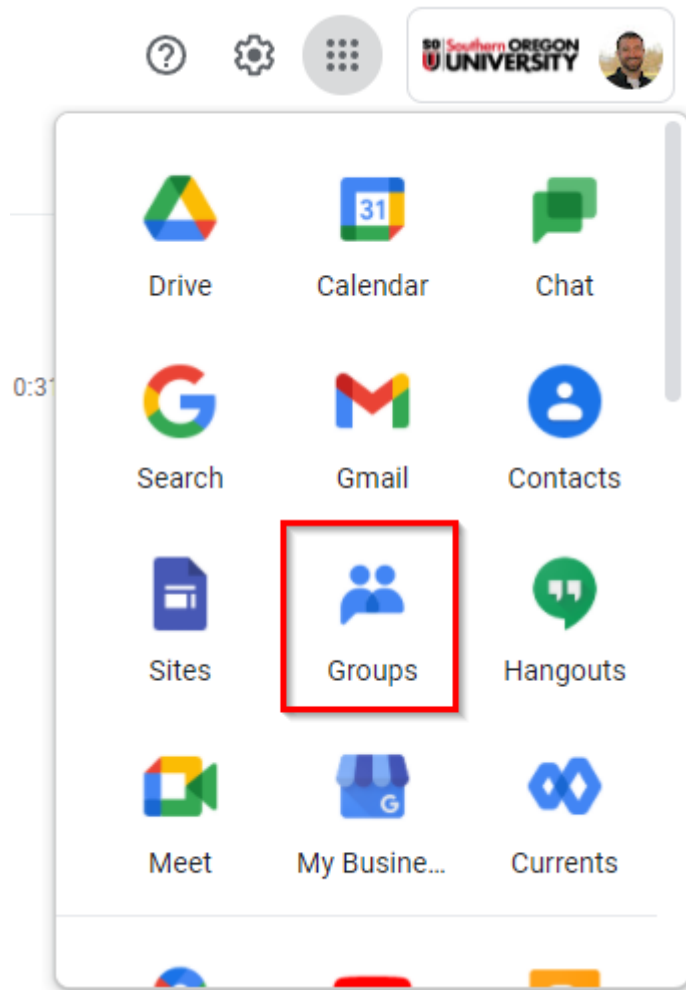 SO Southern OREGON
U UNIVERSITY
31
Drive Calendar Chat
0:3
G
Search Gmail Contacts
Sites Groups Hangouts
G
Meet My Busine... Currents